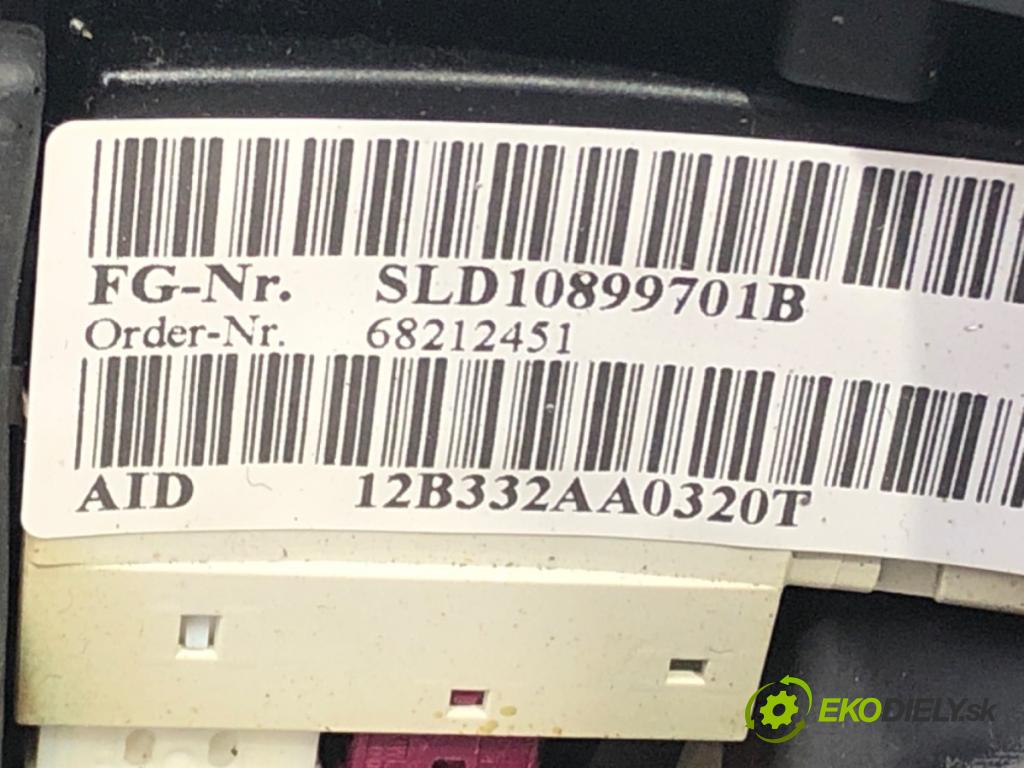 FG-Nr. SLD10899701B
Order-Nr. 68212451
AID 12B332AA0320T
EKODIELY.sk